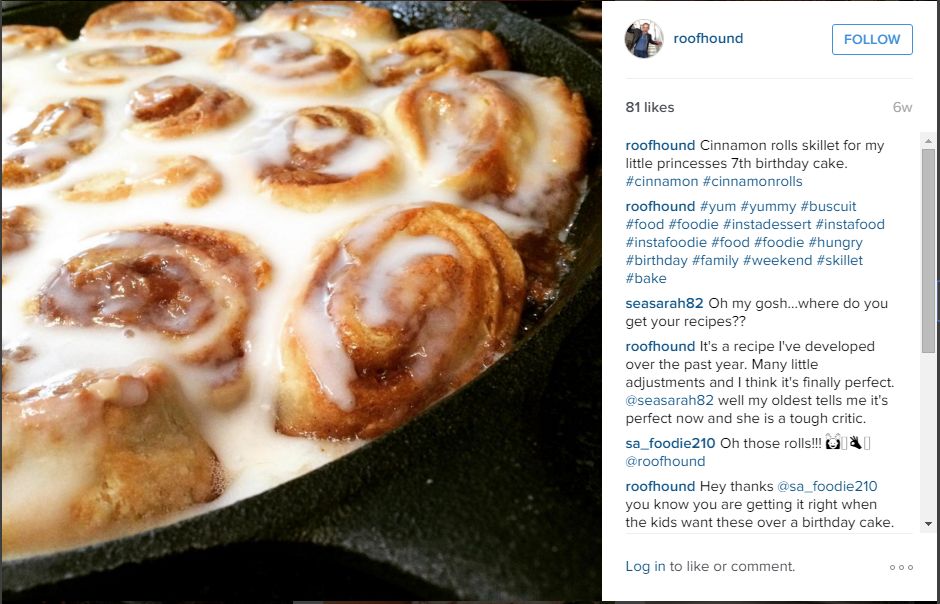 roofhound
FOLLOW
81 likes
6w
roofhound Cinnamon rolls skillet for my
little princesses 7th birthday cake.
#cinnamon #cinnamonrolls
roofhound #yum #yummy #buscuit
#food #foodie #instadessert #instafood
#instafoodie #food #foodie #hungry
#birthday #family #weekend #skillet
#bake
seasarah82 Oh my gosh...where do you
get your recipes??
roofhound It's a recipe I've developed
over the past year. Many little
adjustments and I think it's finally perfect.
@seasarah82 well my oldest tells me it's
perfect now and she is a tough critic.
sa_foodie210 Oh those rolls!!!
@roofhound
roofhound Hey thanks @sa_foodie210
you know you are getting it right when
the kids want these over a birthday cake.
Log in to like or comment.